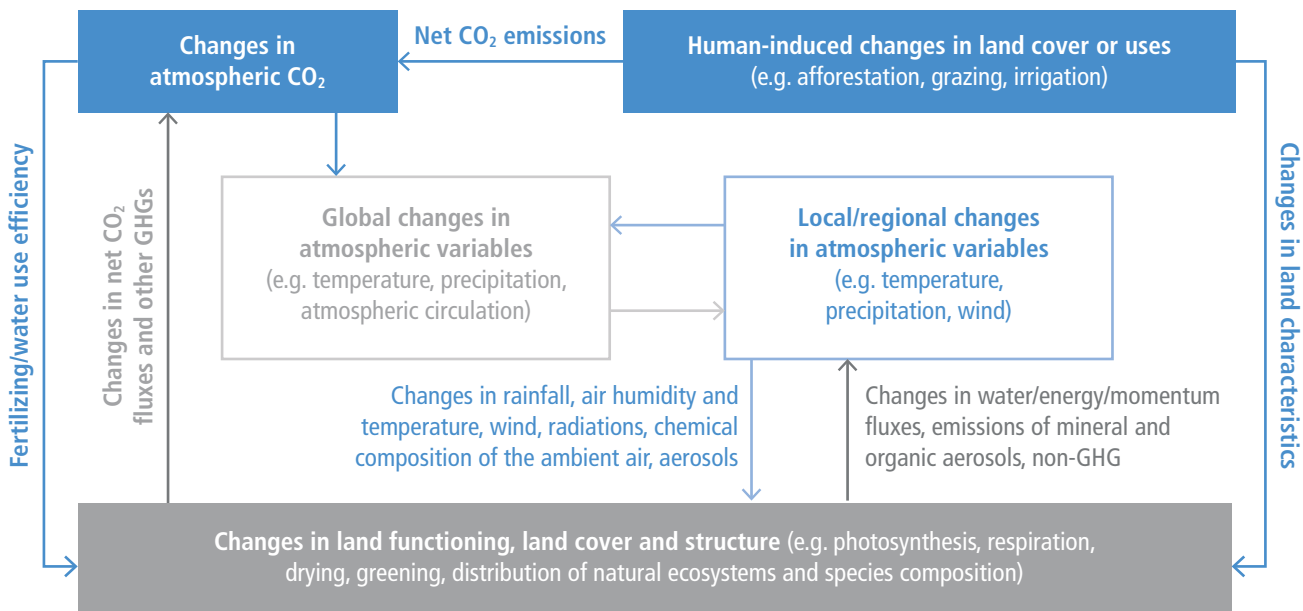 Changes in
atmospheric CO₂
Net CO₂ emissions
Human-induced changes in land cover or uses
(e.g. afforestation, grazing, irrigation)
Fertilizing/water use efficiency
Changes in net CO₂
fluxes and other GHGs
Global changes in
atmospheric variables
(e.g. temperature, precipitation,
atmospheric circulation)
Local/regional changes
in atmospheric variables
(e.g. temperature,
precipitation, wind)
Changes in land characteristics
Changes in rainfall, air humidity and
temperature, wind, radiations, chemical
composition of the ambient air, aerosols
Changes in water/energy/momentum
fluxes, emissions of mineral and
organic aerosols, non-GHG
Changes in land functioning, land cover and structure (e.g. photosynthesis, respiration,
drying, greening, distribution of natural ecosystems and species composition)